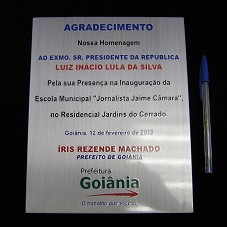 AGRADECIMENTO
Nossa Homenagem
AO EXMO. SR. PRESIDENTE DA REPÚBLICA
LUIZ INÁCIO LULA DA SILVA
Pela sua Presença na Inauguração da
Escola Municipal "Jornalista Jaime Câmara",
no Residencial Jardins do Cerrado.
Goiânia, 12 de fevereiro de
ÍRIS REZENDE MACHADO
PREFEITO DE GOIÂNIA
Prefeitura
Goiânia
O trabalho que